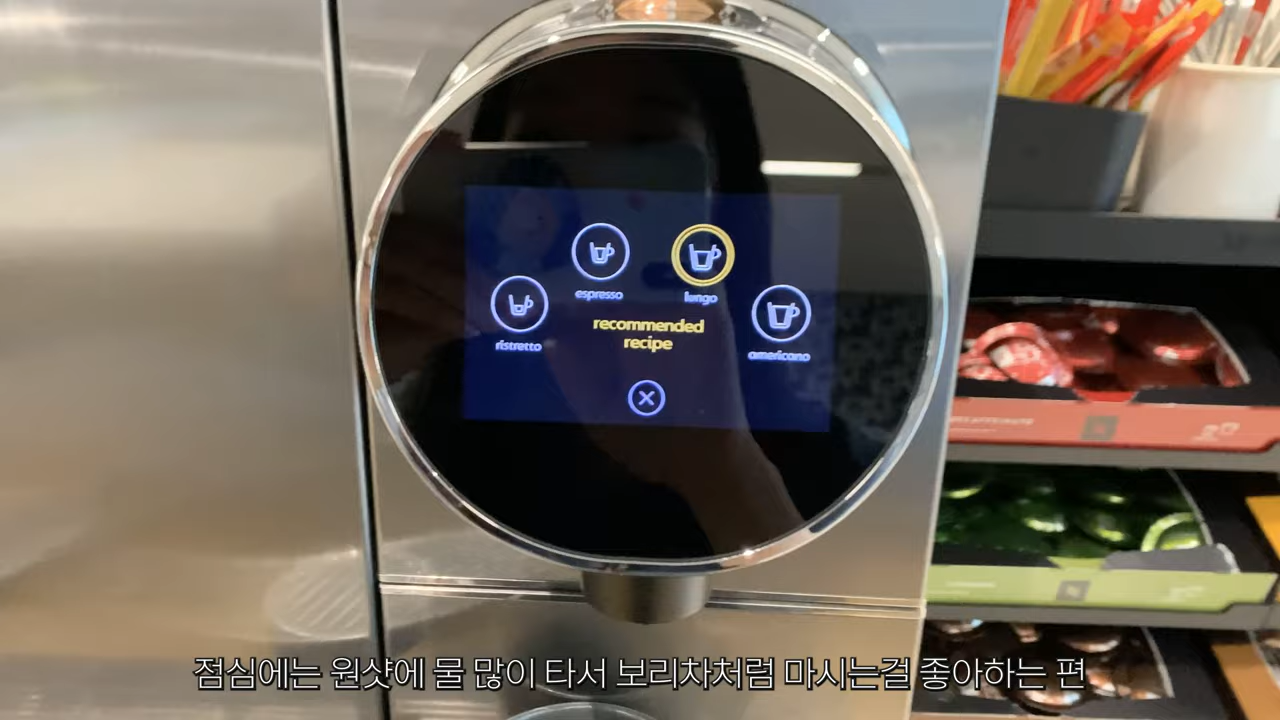 espresso
lungo
ristretto
americano
recommended
recipe
점심에는 원샷에 물 많이 타서 보리차처럼 마시는걸 좋아하는 편